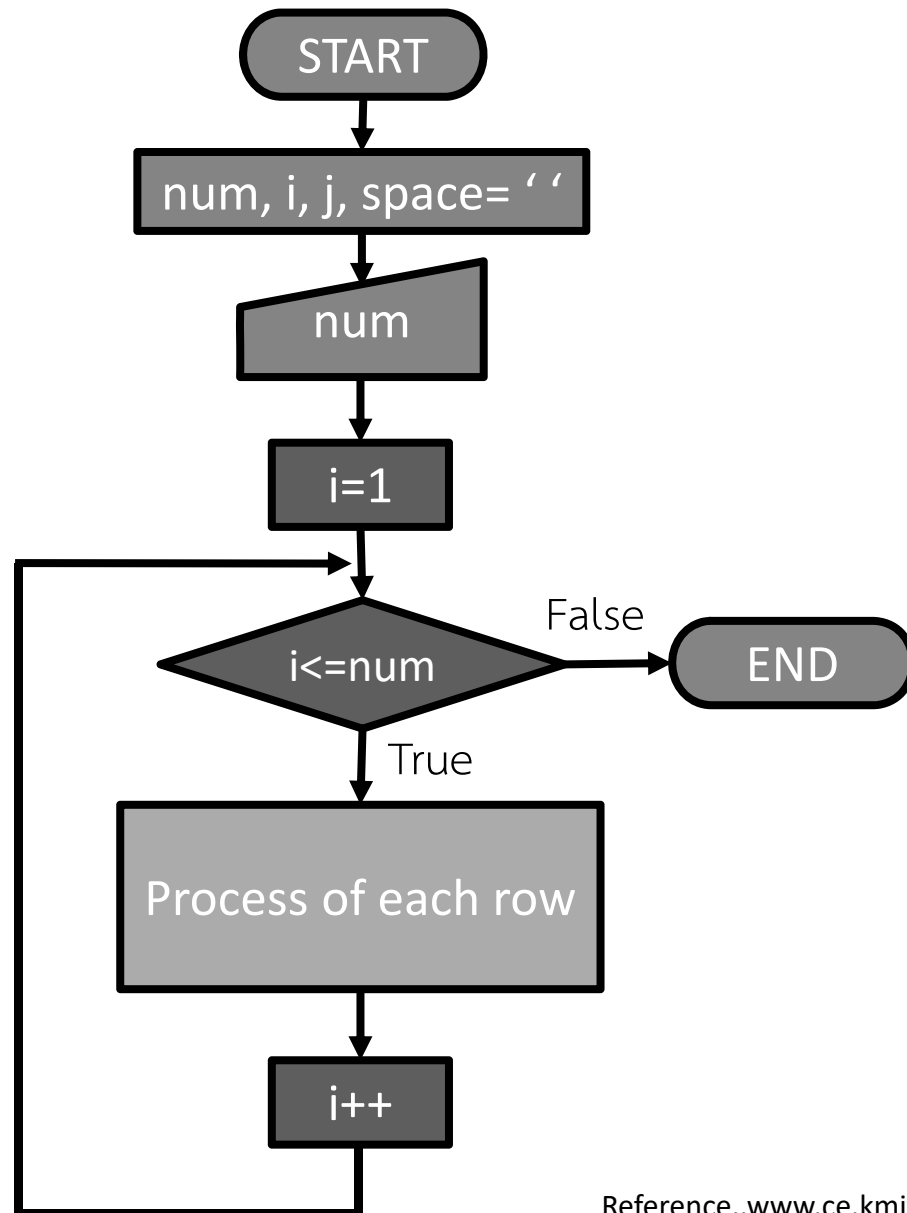 START
num, i, j, space= ‘ ‘
num
i=1
i<=num
False
END
True
Process of each row
i++
Reference..www.ce.kmi